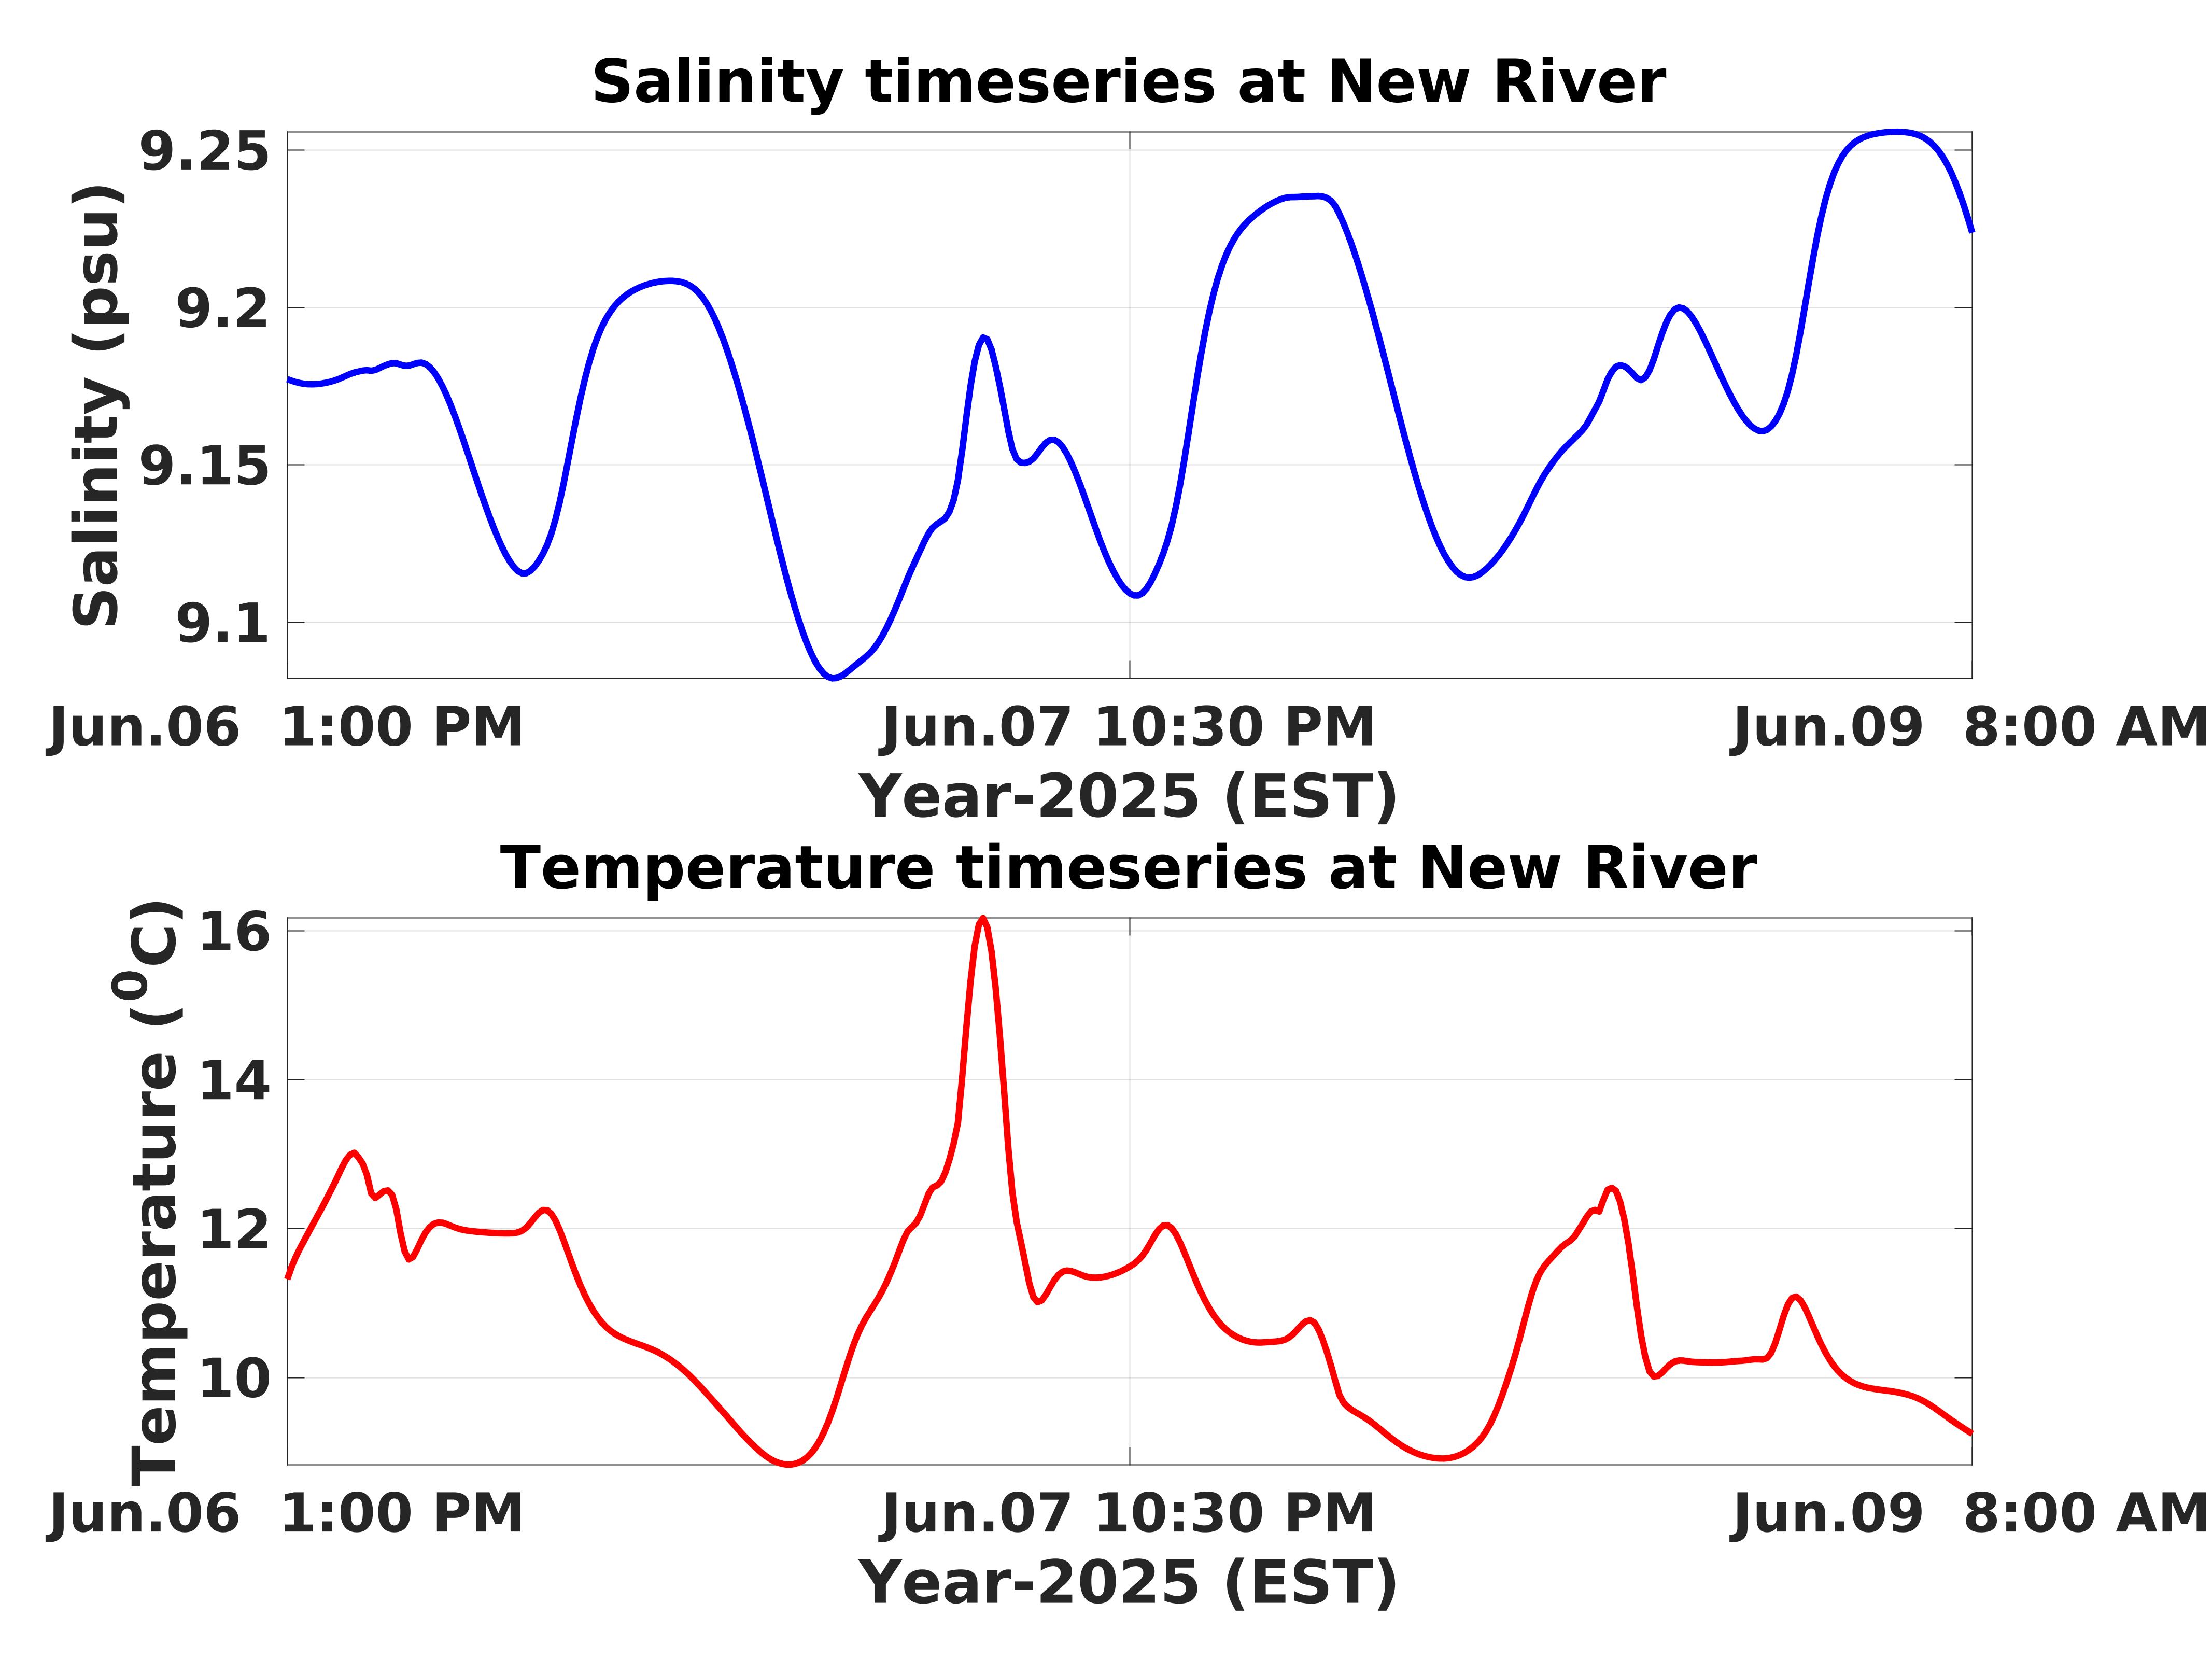 Salinity timeseries at New River
Salinity (psu)
9.25
9.2
9.15
9.1
Jun.06  1:00 PM
Jun.07 10:30 PM
Jun.09  8:00 AM
Year-2025 (EST)
Temperature timeseries at New River
Temperature (⁰C)
16
14
12
10
Jun.06  1:00 PM
Jun.07 10:30 PM
Jun.09  8:00 AM
Year-2025 (EST)